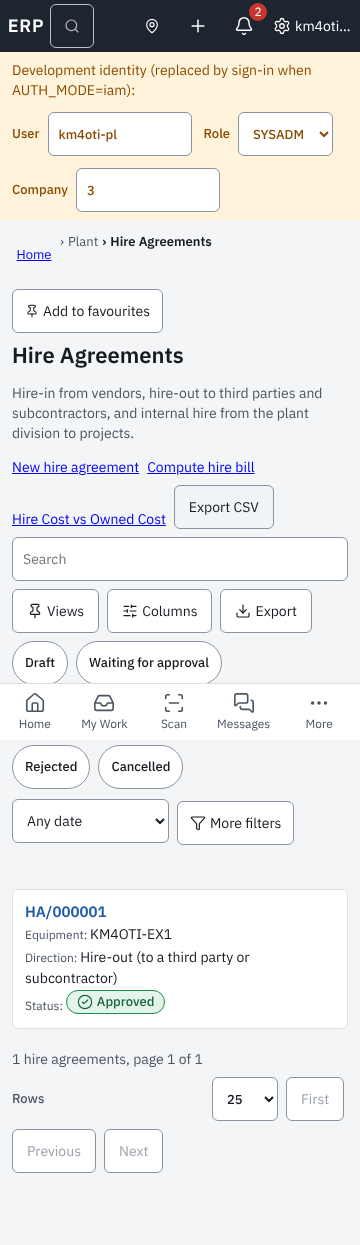 ERP
2
km4oti...
Development identity (replaced by sign-in when
AUTH_MODE=iam):
User km4oti-pl Role SYSADM
Company 3
Home › Plant › Hire Agreements
Add to favourites
Hire Agreements
Hire-in from vendors, hire-out to third parties and
subcontractors, and internal hire from the plant
division to projects.
New hire agreement Compute hire bill
Hire Cost vs Owned Cost Export CSV
Search
Views Columns Export
Draft Waiting for approval
Home My Work Scan Messages More
Rejected Cancelled
Any date More filters
HA/000001
Equipment: KM4OTI-EX1
Direction: Hire-out (to a third party or
subcontractor)
Status: Approved
1 hire agreements, page 1 of 1
Rows 25 First
Previous Next